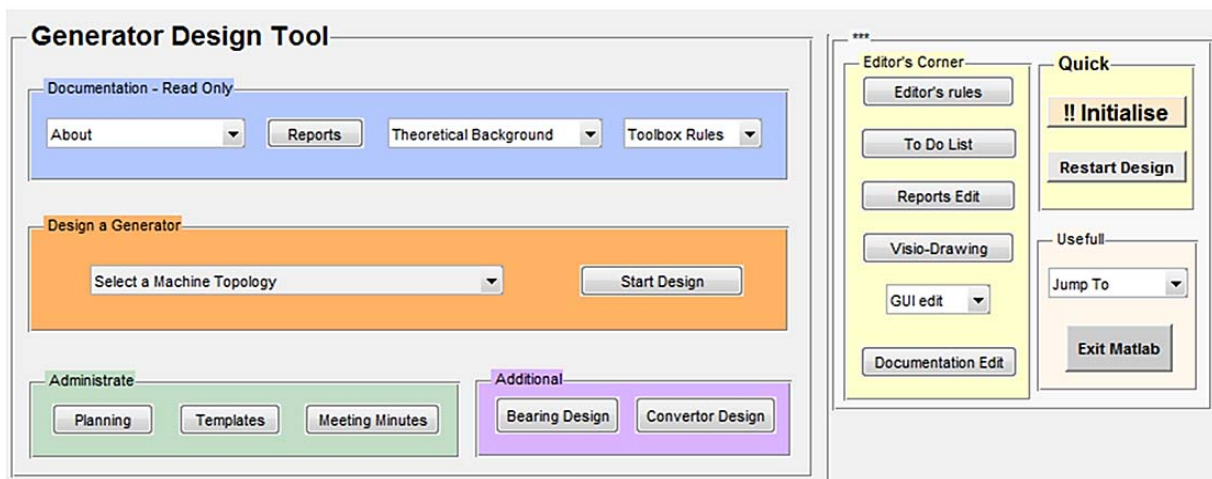 Generator Design Tool
Documentation - Read Only
About
Reports
Theoretical Background
Toolbox Rules
Design a Generator
Select a Machine Topology
Start Design
Administrate
Planning
Templates
Meeting Minutes
Additional
Bearing Design
Convertor Design
***
Editor's Corner
Editor's rules
To Do List
Reports Edit
Visio-Drawing
GUI edit
Documentation Edit
Quick
!! Initialise
Restart Design
Usefull
Jump To
Exit Matlab